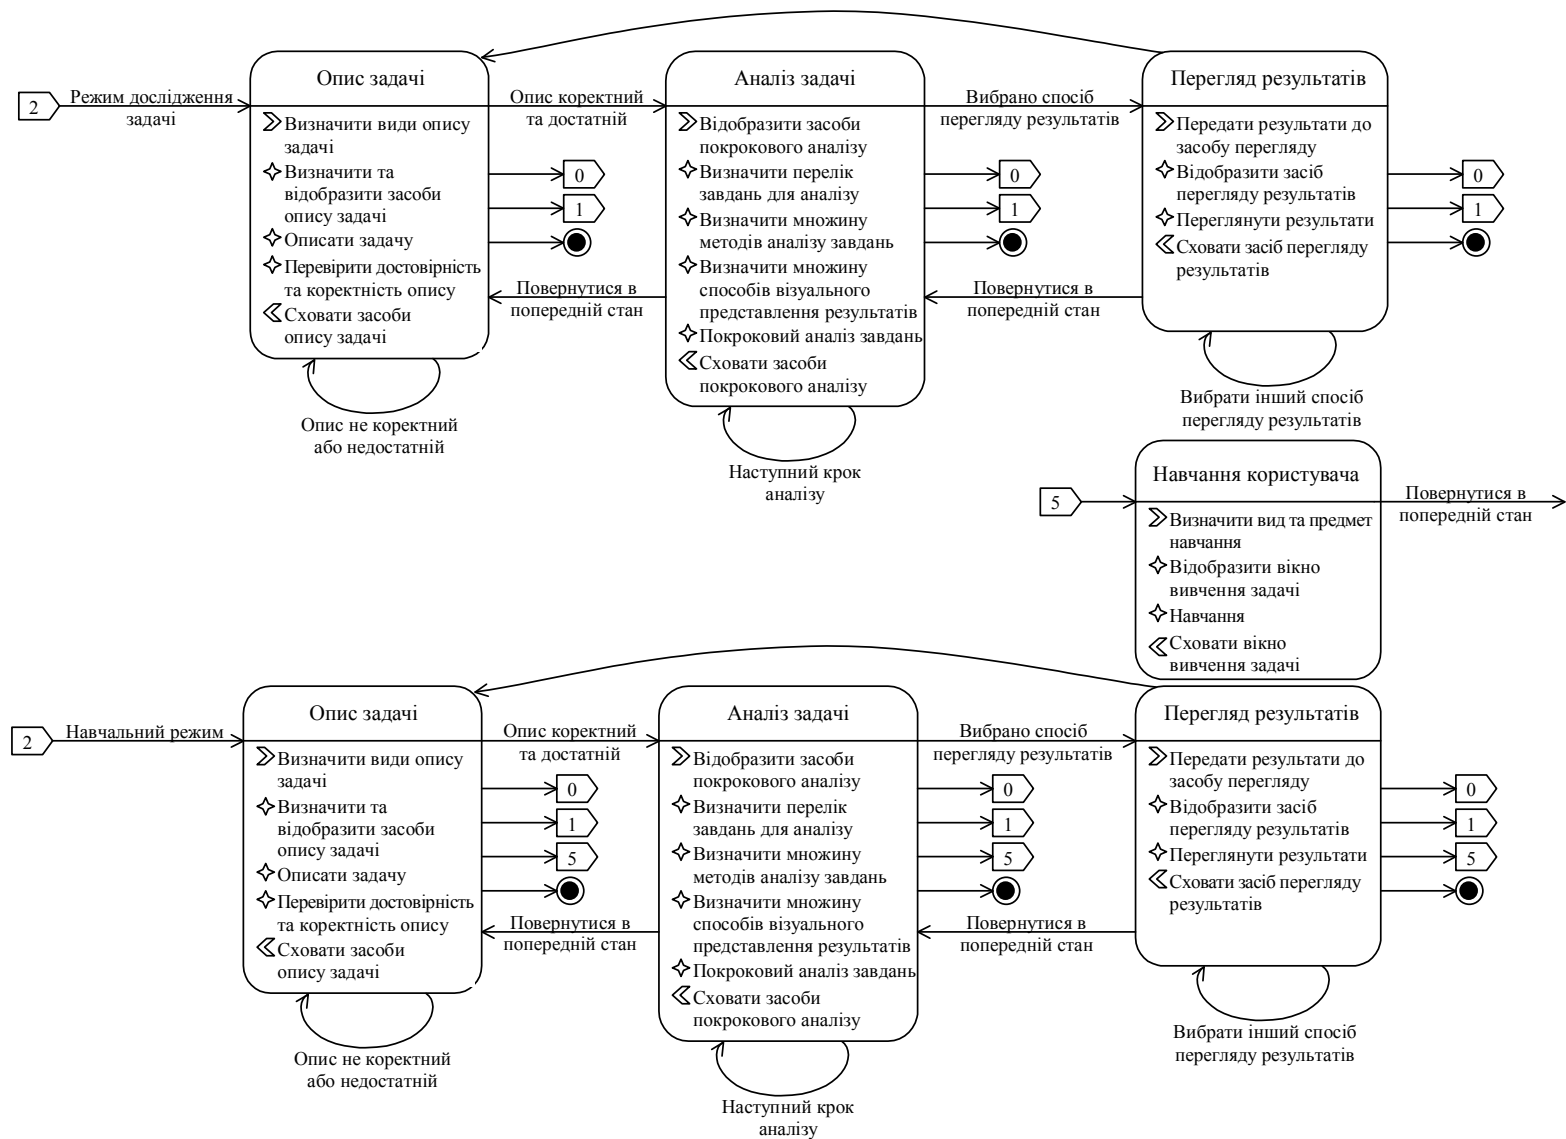 2
Режим дослідження
задачі
Опис задачі
Визначити види опису
задачі
Визначити та
відобразити засоби
опису задачі
Описати задачу
Перевірити достовірність
та коректність опису
Сховати засоби
опису задачі
Опис не коректний
або недостатній
Опис коректний
та достатній
0
1
Повернутися в
попередній стан
Аналіз задачі
Відобразити засоби
покрокового аналізу
Визначити перелік
завдань для аналізу
Визначити множину
методів аналізу завдань
Визначити множину
способів візуального
представлення результатів
Покроковий аналіз завдань
Сховати засоби
покрокового аналізу
Наступний крок
аналізу
Вибрано спосіб
перегляду результатів
0
1
Повернутися в
попередній стан
Перегляд результатів
Передати результати до
засобу перегляду
Відобразити засіб
перегляду результатів
Переглянути результати
Сховати засіб перегляду
результатів
0
1
Вибрати інший спосіб
перегляду результатів
5
Навчання користувача
Визначити вид та предмет
навчання
Відобразити вікно
вивчення задачі
Навчання
Сховати вікно
вивчення задачі
Повернутися в
попередній стан
2
Навчальний режим
Опис задачі
Визначити види опису
задачі
Визначити та
відобразити засоби
опису задачі
Описати задачу
Перевірити достовірність
та коректність опису
Сховати засоби
опису задачі
Опис не коректний
або недостатній
Опис коректний
та достатній
0
1
5
Повернутися в
попередній стан
Аналіз задачі
Відобразити засоби
покрокового аналізу
Визначити перелік
завдань для аналізу
Визначити множину
методів аналізу завдань
Визначити множину
способів візуального
представлення результатів
Покроковий аналіз завдань
Сховати засоби
покрокового аналізу
Наступний крок
аналізу
Вибрано спосіб
перегляду результатів
0
1
5
Повернутися в
попередній стан
Перегляд результатів
Передати результати до
засобу перегляду
Відобразити засіб
перегляду результатів
Переглянути результати
Сховати засіб перегляду
результатів
0
1
5
Вибрати інший спосіб
перегляду результатів